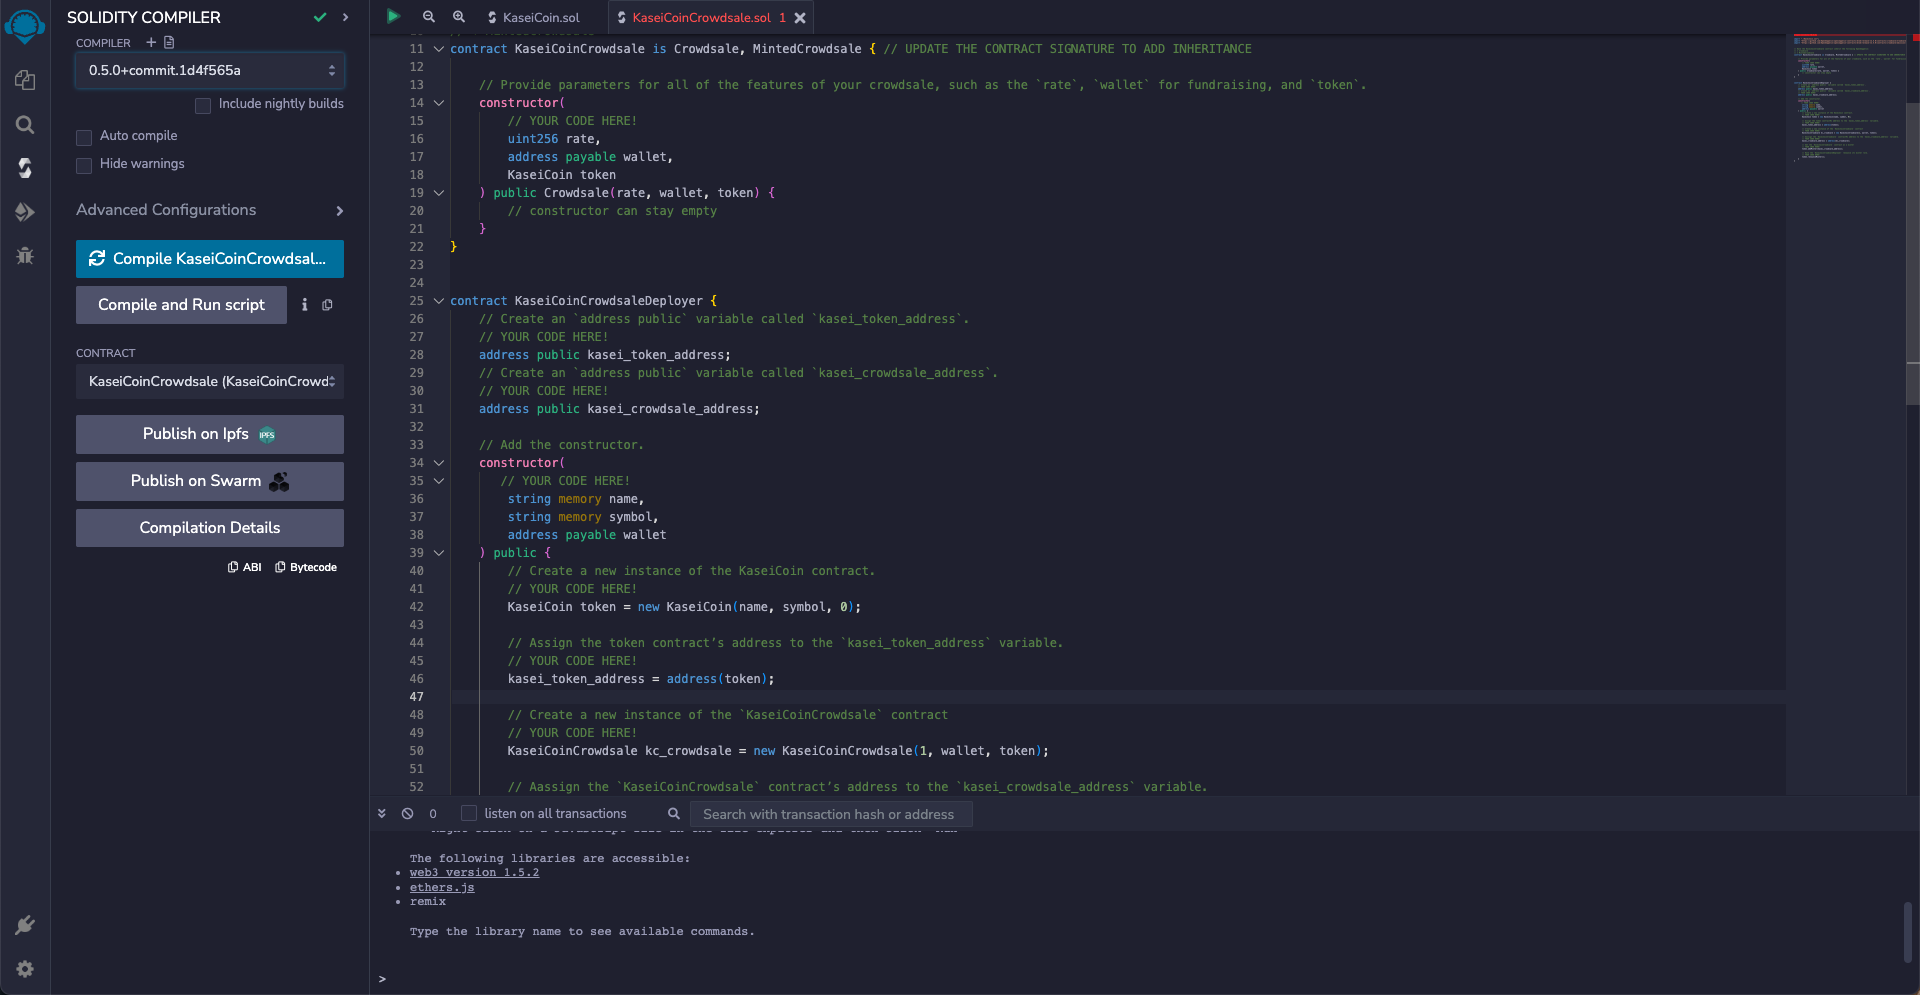 SOLIDITY COMPILER
COMPILER
0.5.0+commit.1d4f565a
Include nightly builds
Auto compile
Hide warnings
Advanced Configurations
Compile KaseiCoinCrowdsal...
Compile and Run script
CONTRACT
KaseiCoinCrowdsale (KaseiCoinCrowd
Publish on Ipfs
IPFS
Publish on Swarm
Compilation Details
ABI Bytecode
KaseiCoin.sol
KaseiCoinCrowdsale.sol 1
11 contract KaseiCoinCrowdsale is Crowdsale, MintedCrowdsale { // UPDATE THE CONTRACT SIGNATURE TO ADD INHERITANCE
12
13 // Provide parameters for all of the features of your crowdsale, such as the `rate`, `wallet` for fundraising, and `token`.
14 constructor(
15 // YOUR CODE HERE!
16 uint256 rate,
17 address payable wallet,
18 KaseiCoin token
19 ) public Crowdsale(rate, wallet, token) {
20 // constructor can stay empty
21 }
22 }
23
24
25 contract KaseiCoinCrowdsaleDeployer {
26 // Create an `address public` variable called `kasei_token_address`.
27 // YOUR CODE HERE!
28 address public kasei_token_address;
29 // Create an `address public` variable called `kasei_crowdsale_address`.
30 // YOUR CODE HERE!
31 address public kasei_crowdsale_address;
32
33 // Add the constructor.
34 constructor(
35 // YOUR CODE HERE!
36 string memory name,
37 string memory symbol,
38 address payable wallet
39 ) public {
40 // Create a new instance of the KaseiCoin contract.
41 // YOUR CODE HERE!
42 KaseiCoin token = new KaseiCoin(name, symbol, 0);
43
44 // Assign the token contract’s address to the `kasei_token_address` variable.
45 // YOUR CODE HERE!
46 kasei_token_address = address(token);
47
48 // Create a new instance of the `KaseiCoinCrowdsale` contract
49 // YOUR CODE HERE!
50 KaseiCoinCrowdsale kc_crowdsale = new KaseiCoinCrowdsale(1, wallet, token);
51
52 // Aassign the `KaseiCoinCrowdsale` contract’s address to the `kasei_crowdsale_address` variable.
0 listen on all transactions Search with transaction hash or address
The following libraries are accessible:
• web3 version 1.5.2
• ethers.js
• remix
Type the library name to see available commands.
>